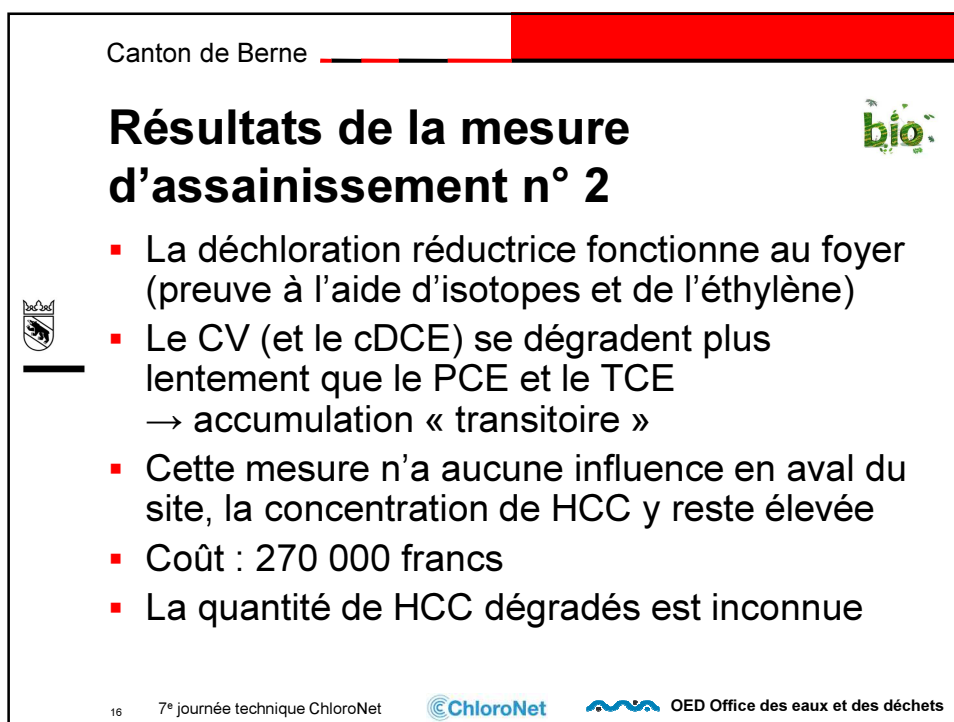 Canton de Berne
Résultats de la mesure
d’assainissement n° 2
bio
▪ La déchloration réductrice fonctionne au foyer
(preuve à l’aide d’isotopes et de l’éthylène)
▪ Le CV (et le cDCE) se dégradent plus
lentement que le PCE et le TCE
→ accumulation « transitoire »
▪ Cette mesure n’a aucune influence en aval du
site, la concentration de HCC y reste élevée
▪ Coût : 270 000 francs
▪ La quantité de HCC dégradés est inconnue
16 7e journée technique ChloroNet ©ChloroNet OED Office des eaux et des déchets